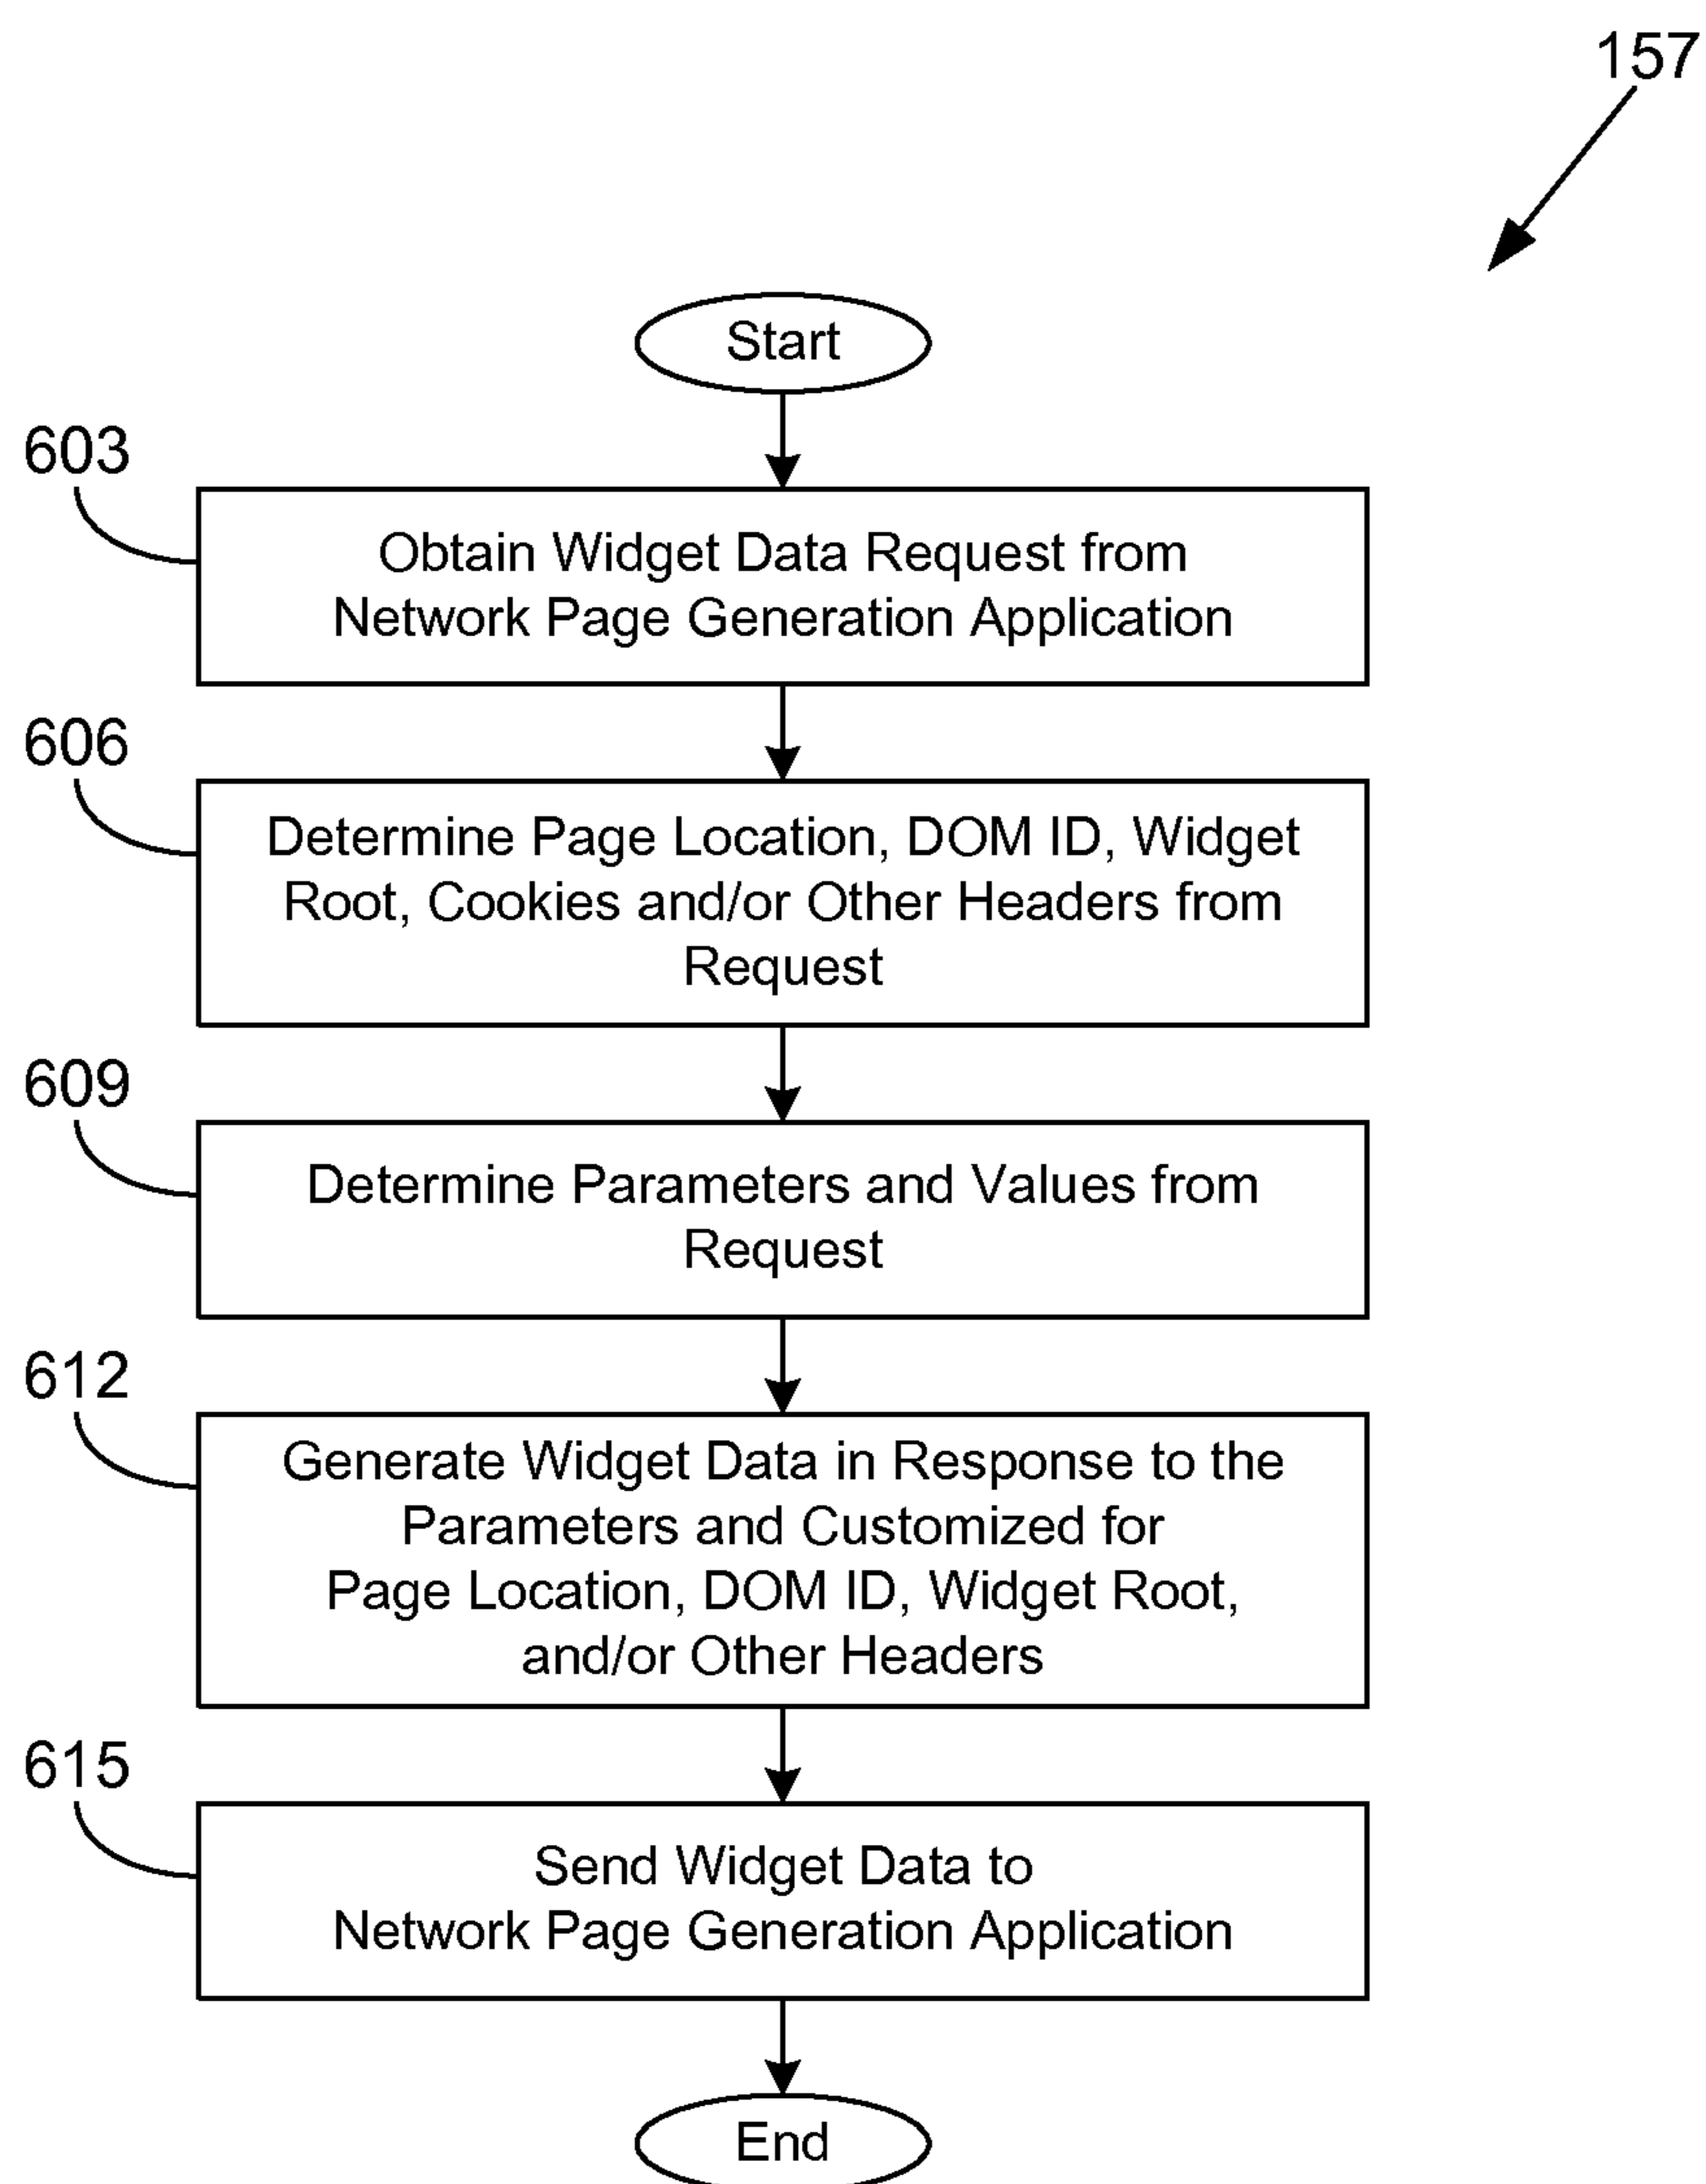 157
Start
603
Obtain Widget Data Request from
Network Page Generation Application
606
Determine Page Location, DOM ID, Widget
Root, Cookies and/or Other Headers from
Request
609
Determine Parameters and Values from
Request
612
Generate Widget Data in Response to the
Parameters and Customized for
Page Location, DOM ID, Widget Root,
and/or Other Headers
615
Send Widget Data to
Network Page Generation Application
End